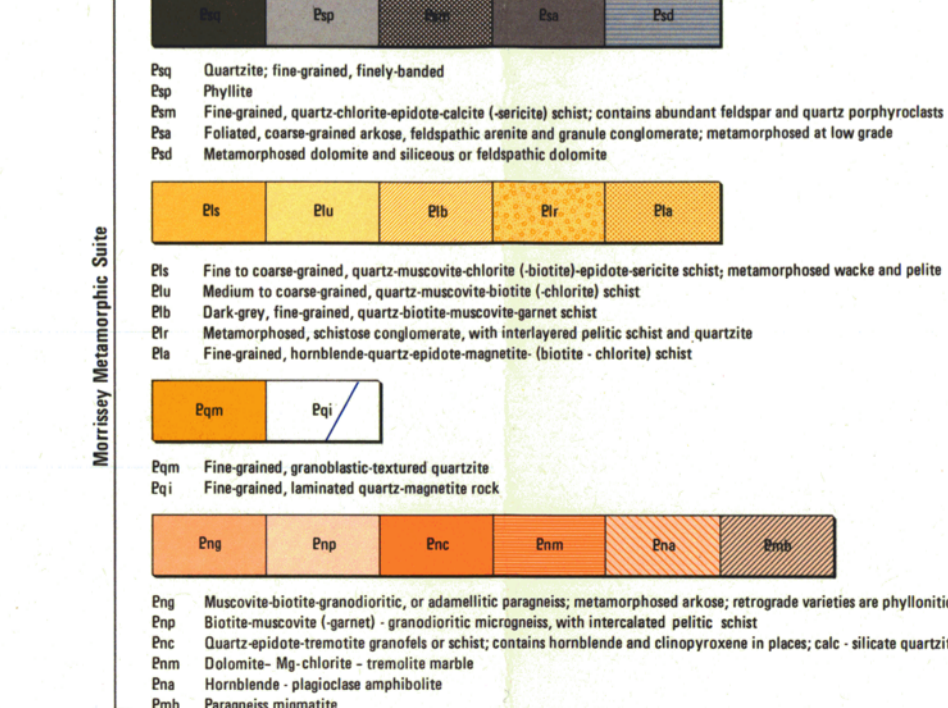 Psq Psp Psm Psa Psd
Psq Quartzite; fine-grained, finely-banded
Psp Phyllite
Psm Fine-grained, quartz-chlorite-epidote-calcite (-sericite) schist; contains abundant feldspar and quartz porphyroclasts
Psa Foliated, coarse-grained arkose, feldspathic arenite and granule conglomerate; metamorphosed at low grade
Psd Metamorphosed dolomite and siliceous or feldspathic dolomite
Morrissey Metamorphic Suite
Pls Plu Plb Plr Pla
Pls Fine to coarse-grained, quartz-muscovite-chlorite (-biotite)-epidote-sericite schist; metamorphosed wacke and pelite
Plu Medium to coarse-grained, quartz-muscovite-biotite (-chlorite) schist
Plb Dark-grey, fine-grained, quartz-biotite-muscovite-garnet schist
Plr Metamorphosed, schistose conglomerate, with interlayered pelitic schist and quartzite
Pla Fine-grained, hornblende-quartz-epidote-magnetite- (biotite - chlorite) schist
Pqm Pqi
Pqm Fine-grained, granoblastic-textured quartzite
Pqi Fine-grained, laminated quartz-magnetite rock
Png Pnp Pnc Pnm Pna Pmb
Png Muscovite-biotite-granodioritic, or adamellitic paragneiss; metamorphosed arkose; retrograde varieties are phylloniti
Pnp Biotite-muscovite (-garnet) - granodioritic microgneiss, with intercalated pelitic schist
Pnc Quartz-epidote-tremotite granofels or schist; contains hornblende and clinopyroxene in places; calc - silicate quartzi
Pnm Dolomite- Mg-chlorite - tremolite marble
Pna Hornblende - plagioclase amphibolite
Pmb Paragneiss migmatite